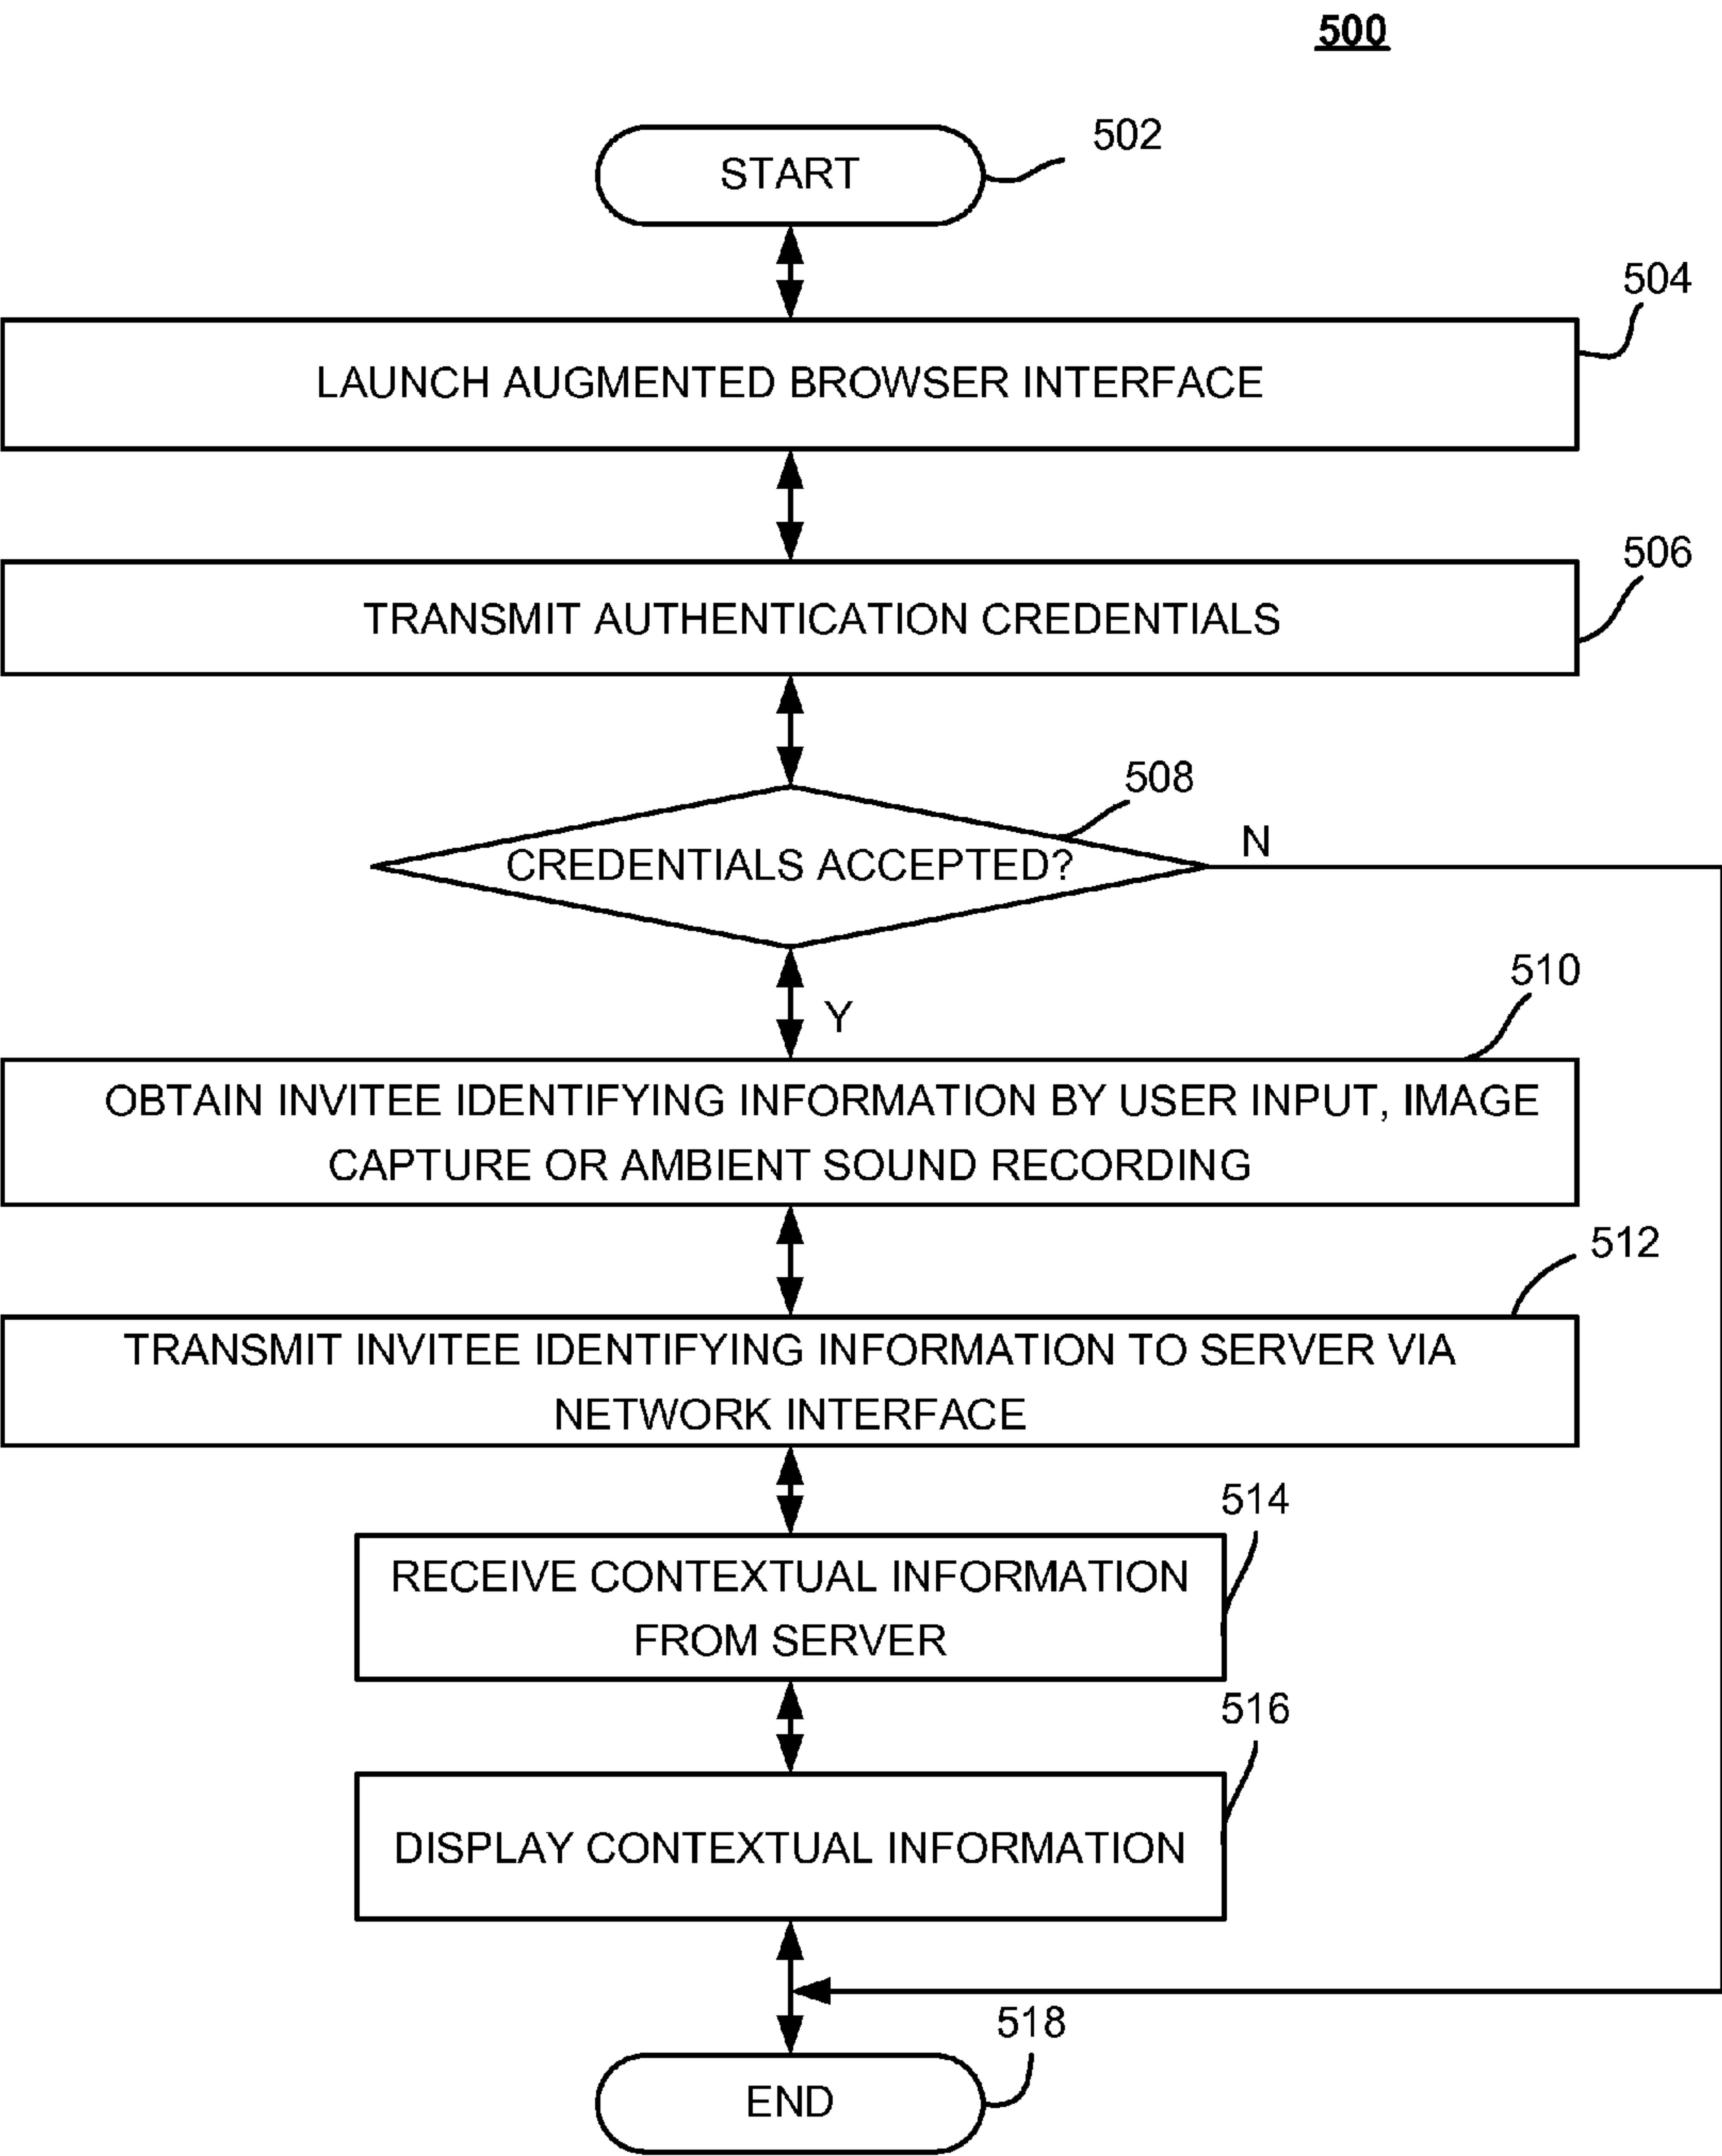 500
START
502
504
LAUNCH AUGMENTED BROWSER INTERFACE
506
TRANSMIT AUTHENTICATION CREDENTIALS
508
CREDENTIALS ACCEPTED?
N
Y
510
OBTAIN INVITEE IDENTIFYING INFORMATION BY USER INPUT, IMAGE
CAPTURE OR AMBIENT SOUND RECORDING
512
TRANSMIT INVITEE IDENTIFYING INFORMATION TO SERVER VIA
NETWORK INTERFACE
514
RECEIVE CONTEXTUAL INFORMATION
FROM SERVER
516
DISPLAY CONTEXTUAL INFORMATION
518
END